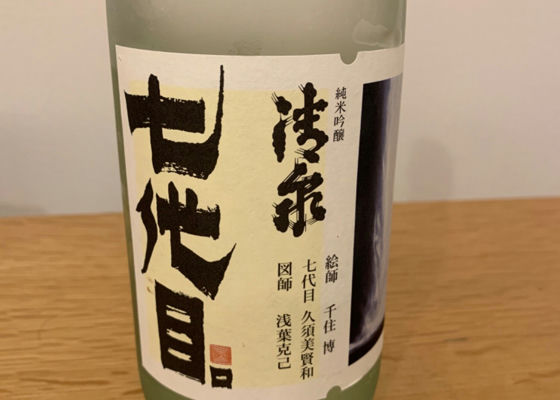 純米吟醸
清泉
七代目
絵師 千住 博
七代目 久須美賢和
図師 浅葉克己